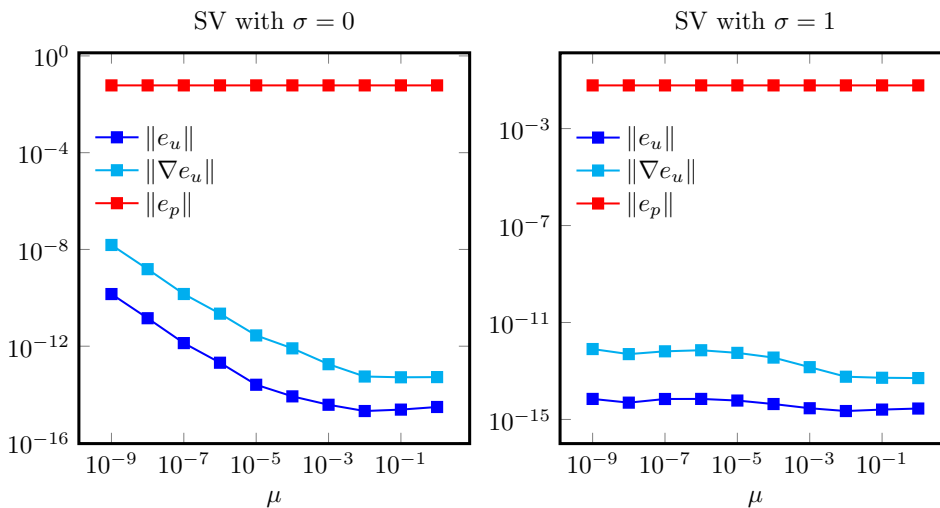 SV with σ = 0
10⁰
10⁻⁴
10⁻⁸
10⁻¹²
10⁻¹⁶
‖e_u‖
‖∇e_u‖
‖e_p‖
10⁻⁹ 10⁻⁷ 10⁻⁵ 10⁻³ 10⁻¹
μ
SV with σ = 1
10⁻³
10⁻⁷
10⁻¹¹
10⁻¹⁵
‖e_u‖
‖∇e_u‖
‖e_p‖
10⁻⁹ 10⁻⁷ 10⁻⁵ 10⁻³ 10⁻¹
μ